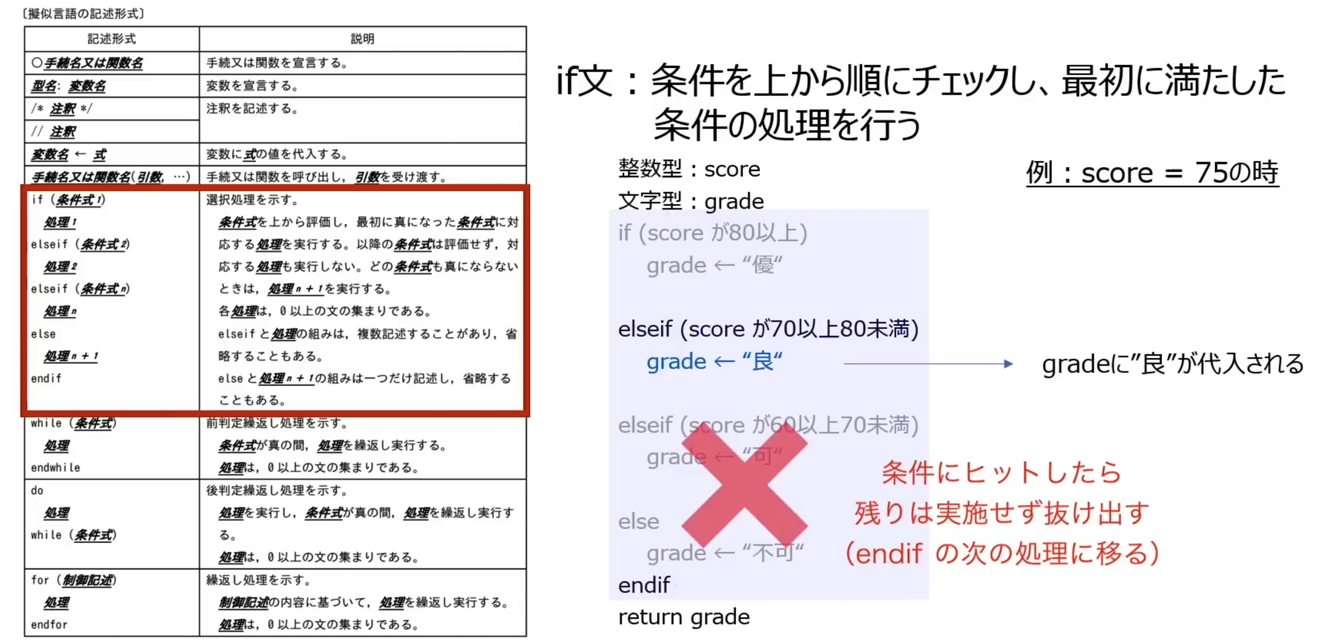 〔擬似言語の記述形式〕
記述形式 説明
○手続名又は関数名 手続又は関数を宣言する。
型名: 変数名 変数を宣言する。
/* 注釈 */ 注釈を記述する。
// 注釈
変数名 ← 式 変数に式の値を代入する。
手続名又は関数名(引数, …) 手続又は関数を呼び出し，引数を受け渡す。
if (条件式1) 選択処理を示す。
処理1 条件式を上から評価し，最初に真になった条件式に対
elseif (条件式2) 応する処理を実行する。以降の条件式は評価せず，対
処理2 応する処理も実行しない。どの条件式も真にならない
elseif (条件式n) ときは，処理n+1を実行する。
処理n 各処理は，0以上の文の集まりである。
else elseifと処理の組みは，複数記述することがあり，省
処理n+1 略することもある。
endif elseと処理n+1の組みは一つだけ記述し，省略する
こともある。
while (条件式) 前判定繰返し処理を示す。
処理 条件式が真の間，処理を繰返し実行する。
endwhile 処理は，0以上の文の集まりである。
do 後判定繰返し処理を示す。
処理 処理を実行し，条件式が真の間，処理を繰返し実行す
while (条件式) る。
処理は，0以上の文の集まりである。
for (制御記述) 繰返し処理を示す。
処理 制御記述の内容に基づいて，処理を繰返し実行する。
endfor 処理は，0以上の文の集まりである。
if文：条件を上から順にチェックし、最初に満たした
条件の処理を行う
整数型：score
文字型：grade
例：score = 75の時
if (score が80以上)
grade ← “優“
elseif (score が70以上80未満)
grade ← “良“
gradeに”良”が代入される
elseif (score が60以上70未満)
grade ← “可“
else
grade ← “不可“
endif
return grade
条件にヒットしたら
残りは実施せず抜け出す
（endif の次の処理に移る）